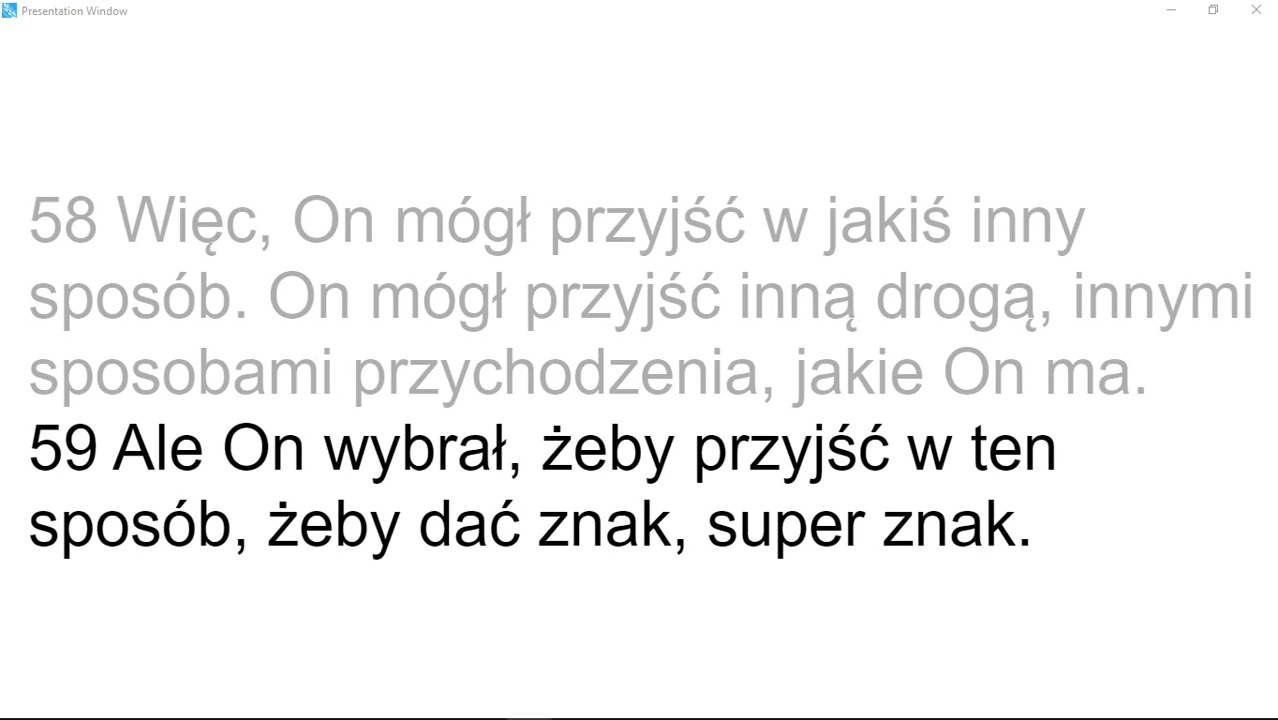 Presentation Window
58 Więc, On mógł przyjść w jakiś inny
sposób. On mógł przyjść inną drogą, innymi
sposobami przychodzenia, jakie On ma.
59 Ale On wybrał, żeby przyjść w ten
sposób, żeby dać znak, super znak.